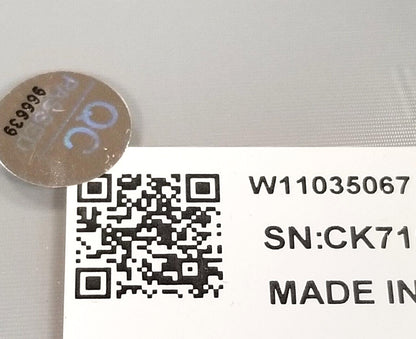 QC
PASSED
966639
W11035067
SN:CK71
MADE IN